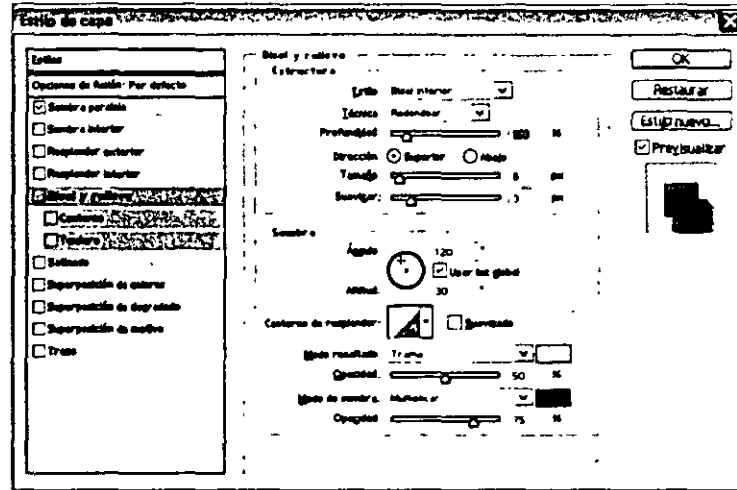 Estilo de capa
Estilos
Opciones de fusión: Por defecto
Sombra paralela
Sombra interior
Resplandor exterior
Resplandor interior
Bisel y relieve
Contorno
Textura
Satinado
Superposición de colores
Superposición de degradado
Superposición de motivo
Trazo
Bisel y relieve
Estructura
Estilo: Bisel interior
Técnica: Redondear
Profundidad: 100 %
Dirección: Superior Abajo
Tamaño: 5 px
Suavizar: px
Sombra
Ángulo: 120 °
Usar luz global
Altitud: 30 °
Contorno de resplandor: Suavizado
Modo resaltado: Trama
Opacidad: 50 %
Modo de sombra: Multiplicar
Opacidad: 75 %
OK
Restaurar
Estilo nuevo...
Previsualizar